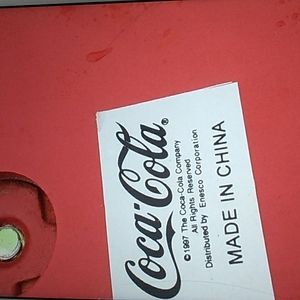 Coca-Cola®
©1997 The Coca-Cola Company
All Rights Reserved
Distributed by Enesco Corporation
MADE IN CHINA